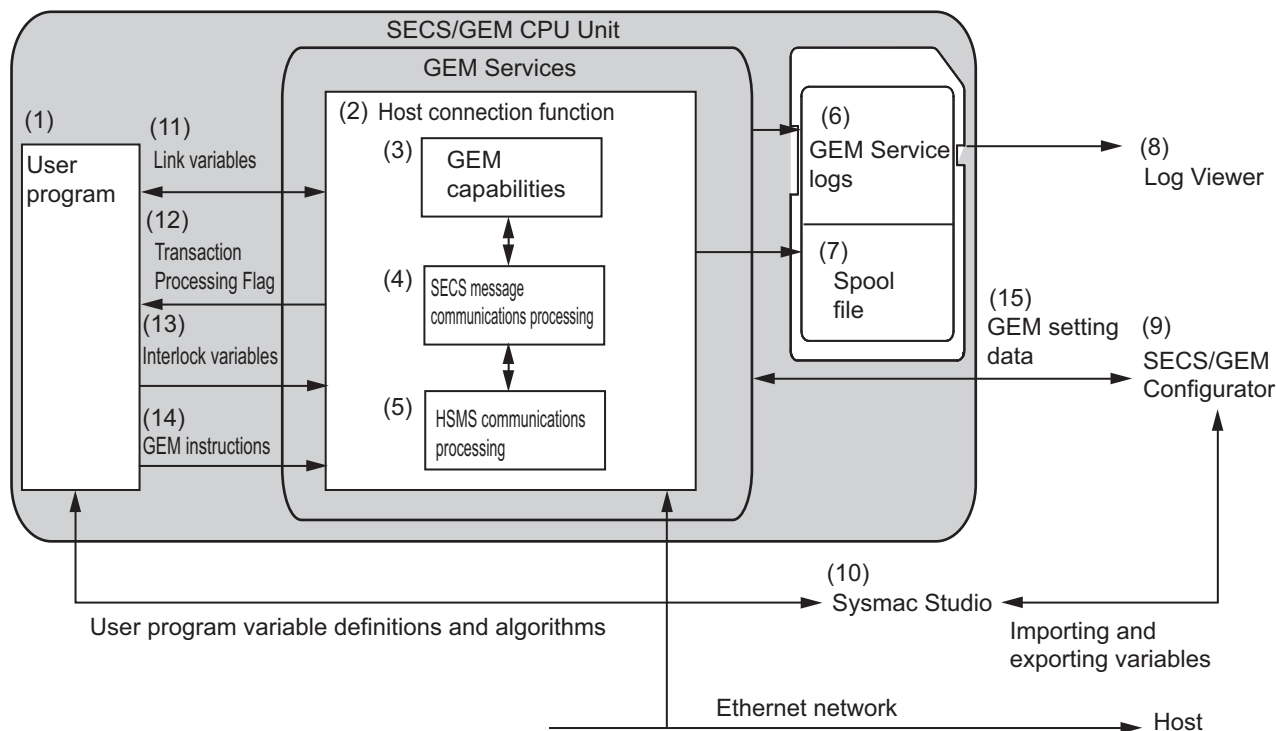 SECS/GEM CPU Unit
GEM Services
(1)
User
program
(11)
Link variables
(12)
Transaction
Processing Flag
(13)
Interlock variables
(14)
GEM instructions
(2) Host connection function
(3)
GEM
capabilities
(4)
SECS message
communications processing
(5)
HSMS communications
processing
(6)
GEM Service
logs
(7)
Spool
file
(8)
Log Viewer
(15)
GEM setting
data
(9)
SECS/GEM
Configurator
(10)
Sysmac Studio
User program variable definitions and algorithms
Importing and
exporting variables
Ethernet network
Host